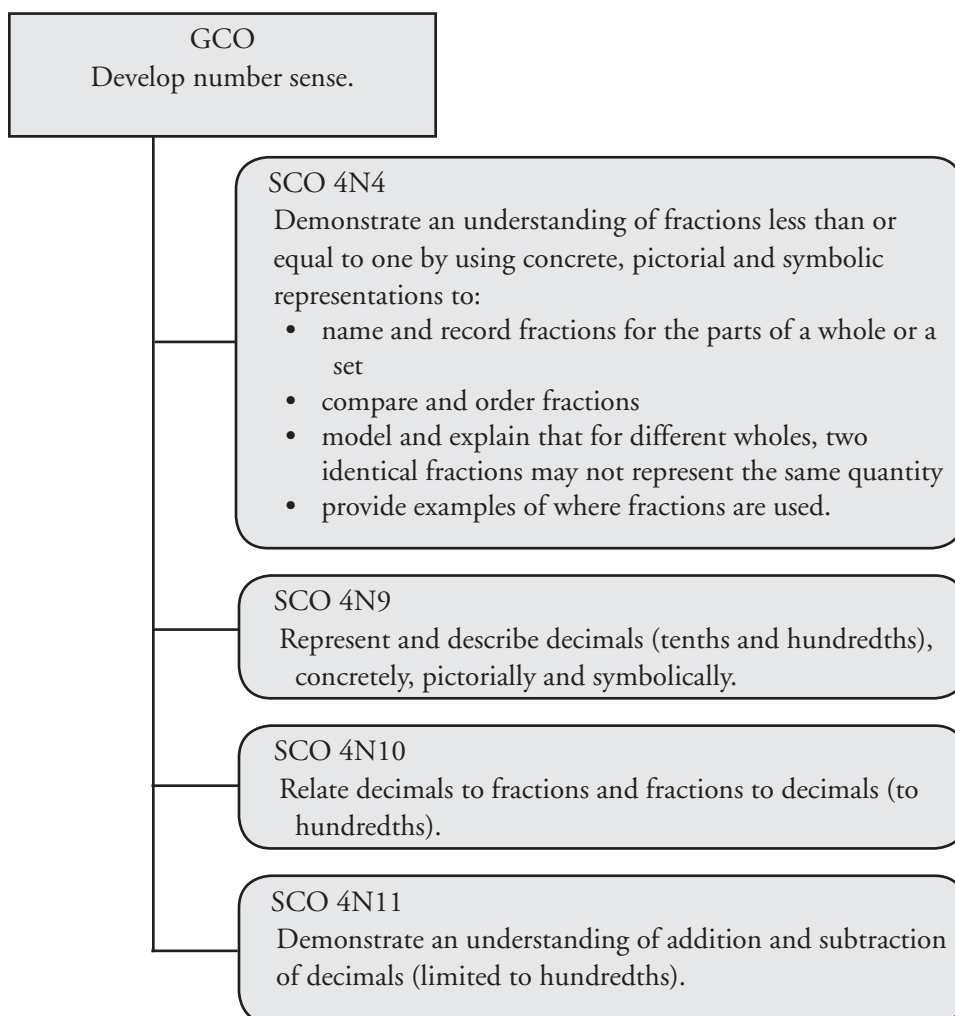 GCO
Develop number sense.
SCO 4N4
Demonstrate an understanding of fractions less than or
equal to one by using concrete, pictorial and symbolic
representations to:
• name and record fractions for the parts of a whole or a
set
• compare and order fractions
• model and explain that for different wholes, two
identical fractions may not represent the same quantity
• provide examples of where fractions are used.
SCO 4N9
Represent and describe decimals (tenths and hundredths),
concretely, pictorially and symbolically.
SCO 4N10
Relate decimals to fractions and fractions to decimals (to
hundredths).
SCO 4N11
Demonstrate an understanding of addition and subtraction
of decimals (limited to hundredths).